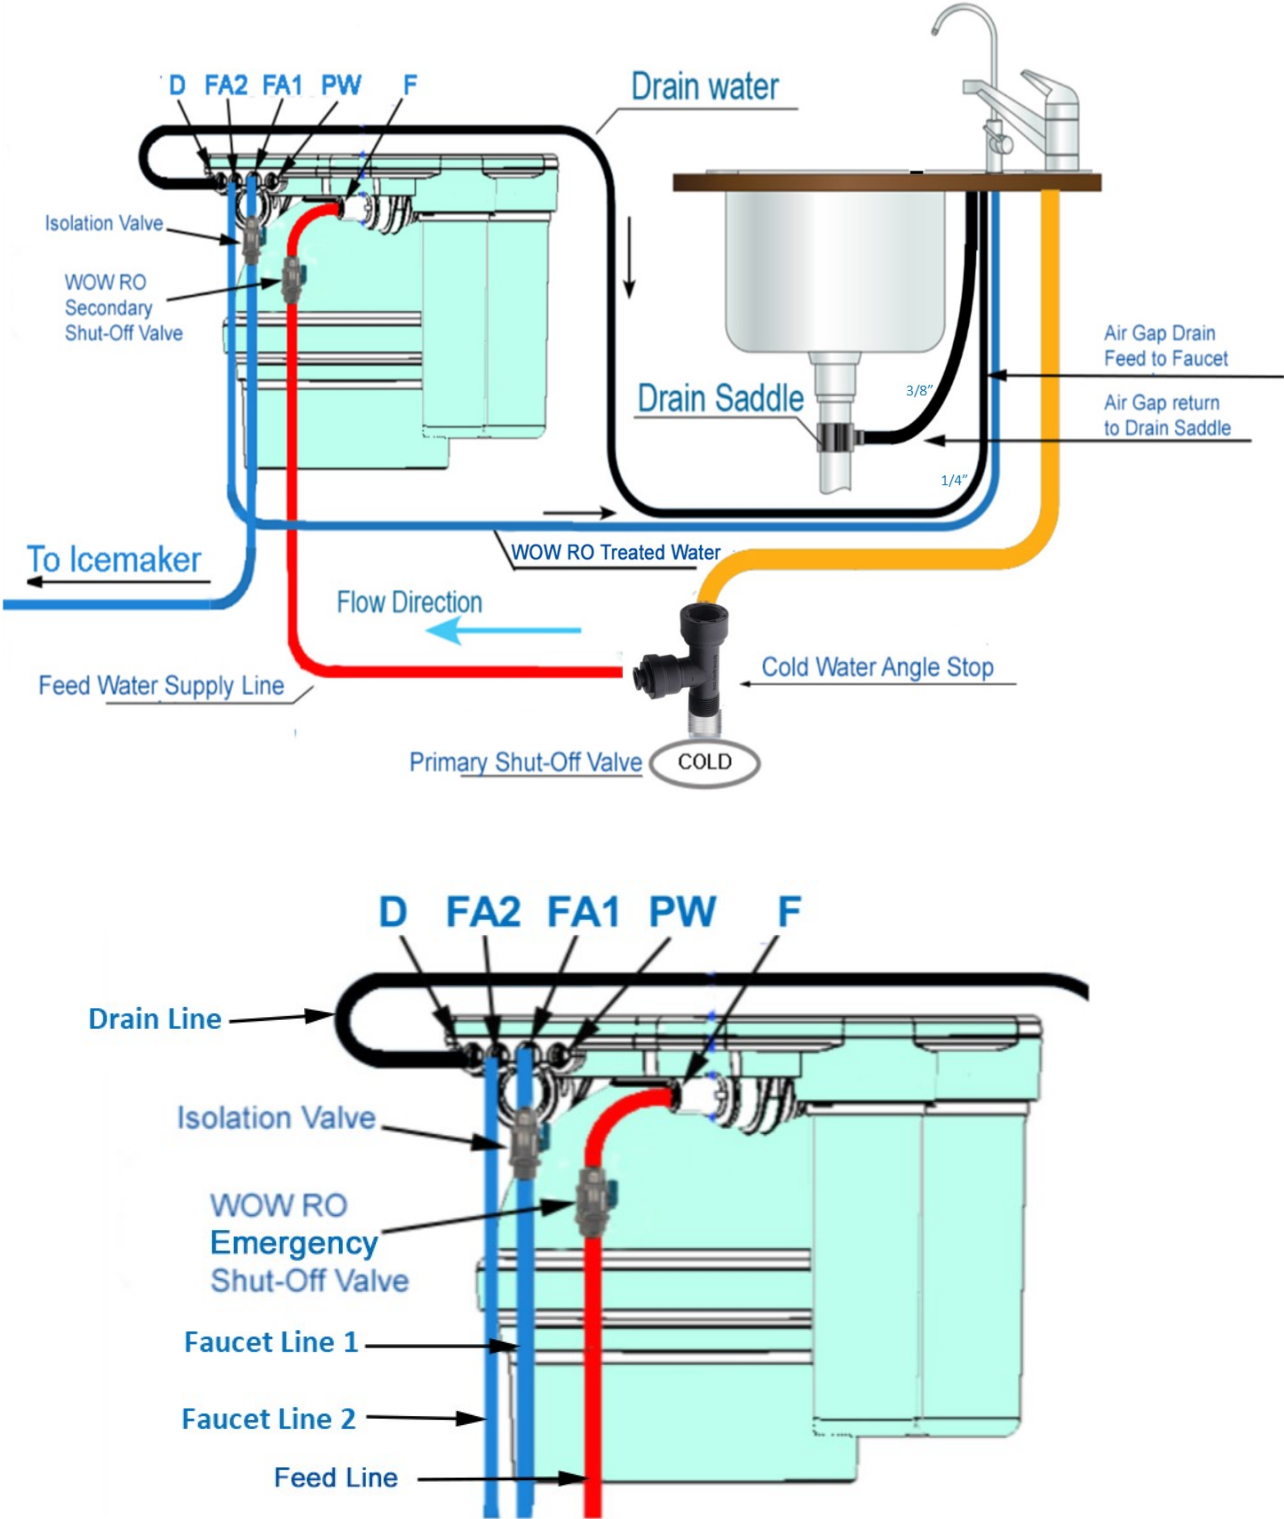 D FA2 FA1 PW F
Drain water
Isolation Valve
WOW RO
Secondary
Shut-Off Valve
Air Gap Drain
Feed to Faucet
3/8"
Drain Saddle
Air Gap return
to Drain Saddle
1/4"
To Icemaker
WOW RO Treated Water
Flow Direction
Cold Water Angle Stop
Feed Water Supply Line
Primary Shut-Off Valve
COLD
D FA2 FA1 PW F
Drain Line
Isolation Valve
WOW RO
Emergency
Shut-Off Valve
Faucet Line 1
Faucet Line 2
Feed Line